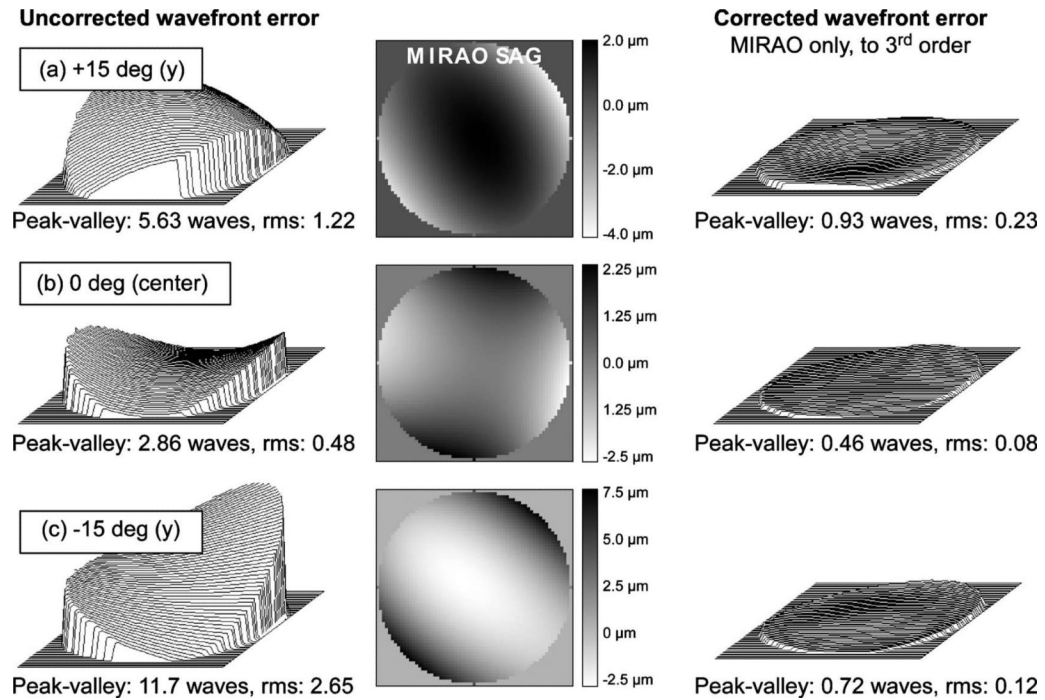 Uncorrected wavefront error
Corrected wavefront error
MIRAO only, to 3rd order
(a) +15 deg (y)
MIRAO SAG
2.0 µm
0.0 µm
-2.0 µm
-4.0 µm
Peak-valley: 5.63 waves, rms: 1.22
Peak-valley: 0.93 waves, rms: 0.23
(b) 0 deg (center)
2.25 µm
1.25 µm
0.0 µm
1.25 µm
-2.5 µm
Peak-valley: 2.86 waves, rms: 0.48
Peak-valley: 0.46 waves, rms: 0.08
(c) -15 deg (y)
7.5 µm
5.0 µm
2.5 µm
0 µm
-2.5 µm
Peak-valley: 11.7 waves, rms: 2.65
Peak-valley: 0.72 waves, rms: 0.12